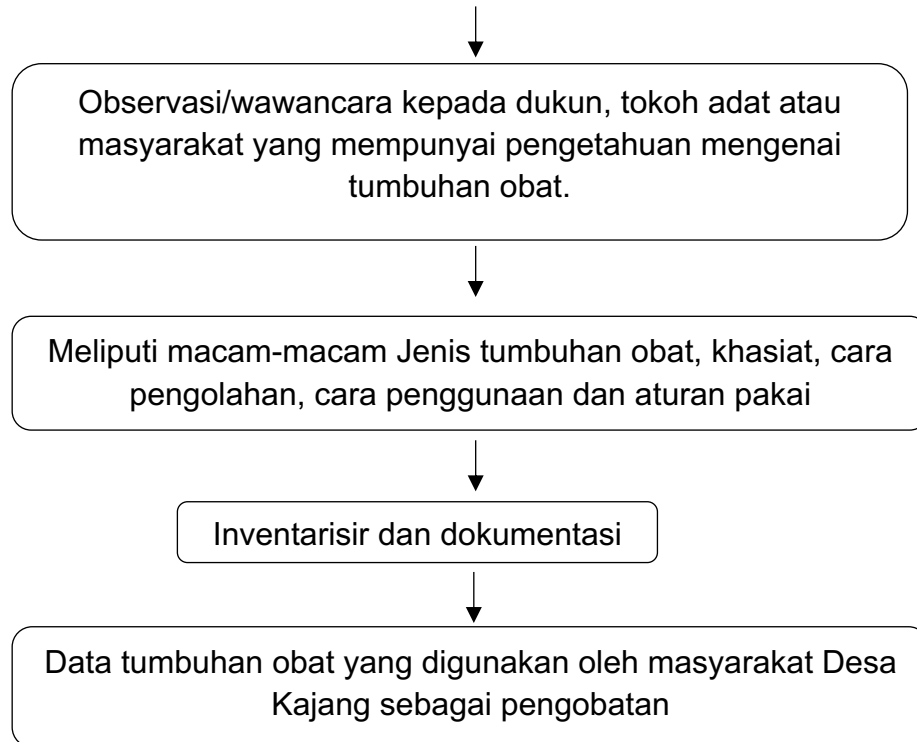 Observasi/wawancara kepada dukun, tokoh adat atau
masyarakat yang mempunyai pengetahuan mengenai
tumbuhan obat.
Meliputi macam-macam Jenis tumbuhan obat, khasiat, cara
pengolahan, cara penggunaan dan aturan pakai
Inventarisir dan dokumentasi
Data tumbuhan obat yang digunakan oleh masyarakat Desa
Kajang sebagai pengobatan